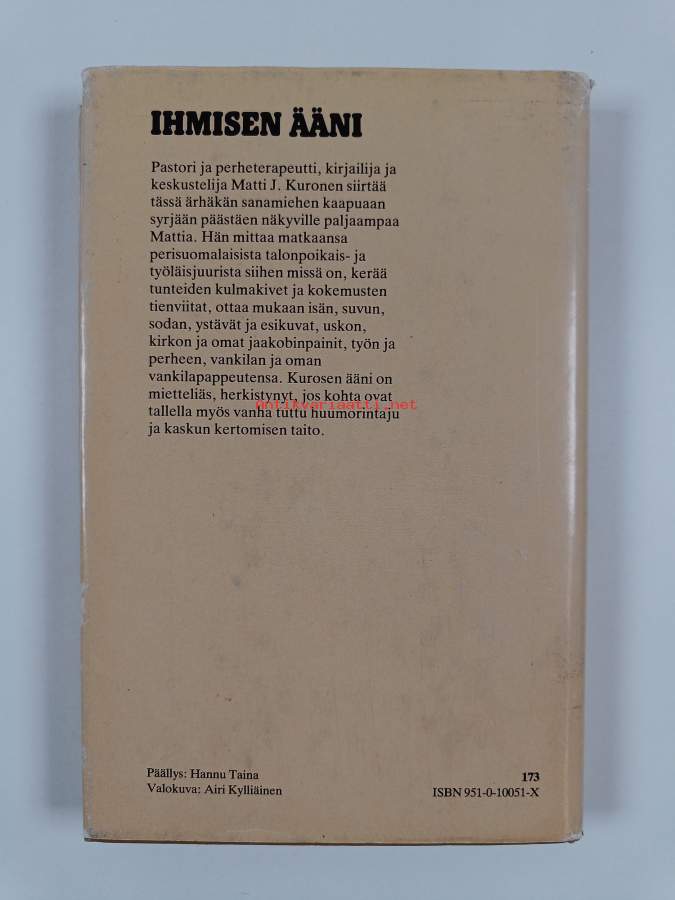 IHMISEN ÄÄNI
Pastori ja perheterapeutti, kirjailija ja
keskustelija Matti J. Kuronen siirtää
tässä ärhäkän sanamiehen kaapuaan
syrjään päästäen näkyville paljaampaa
Mattia. Hän mittaa matkaansa
perisuomalaisista talonpoikais- ja
työläisjuurista siihen missä on, kerää
tunteiden kulmakivet ja kokemusten
tienviitat, ottaa mukaan isän, suvun,
sodan, ystävät ja esikuvat, uskon,
kirkon ja omat jaakobinpainit, työn ja
perheen, vankilan ja oman
vankilapappeutensa. Kurosen ääni on
mietteliäs, herkistynyt, jos kohta ovat
Antikvariaatti.net
tallella myös vanha tuttu huumorintaju
ja kaskun kertomisen taito.
Päällys: Hannu Taina
Valokuva: Airi Kylliäinen
173
ISBN 951-0-10051-X